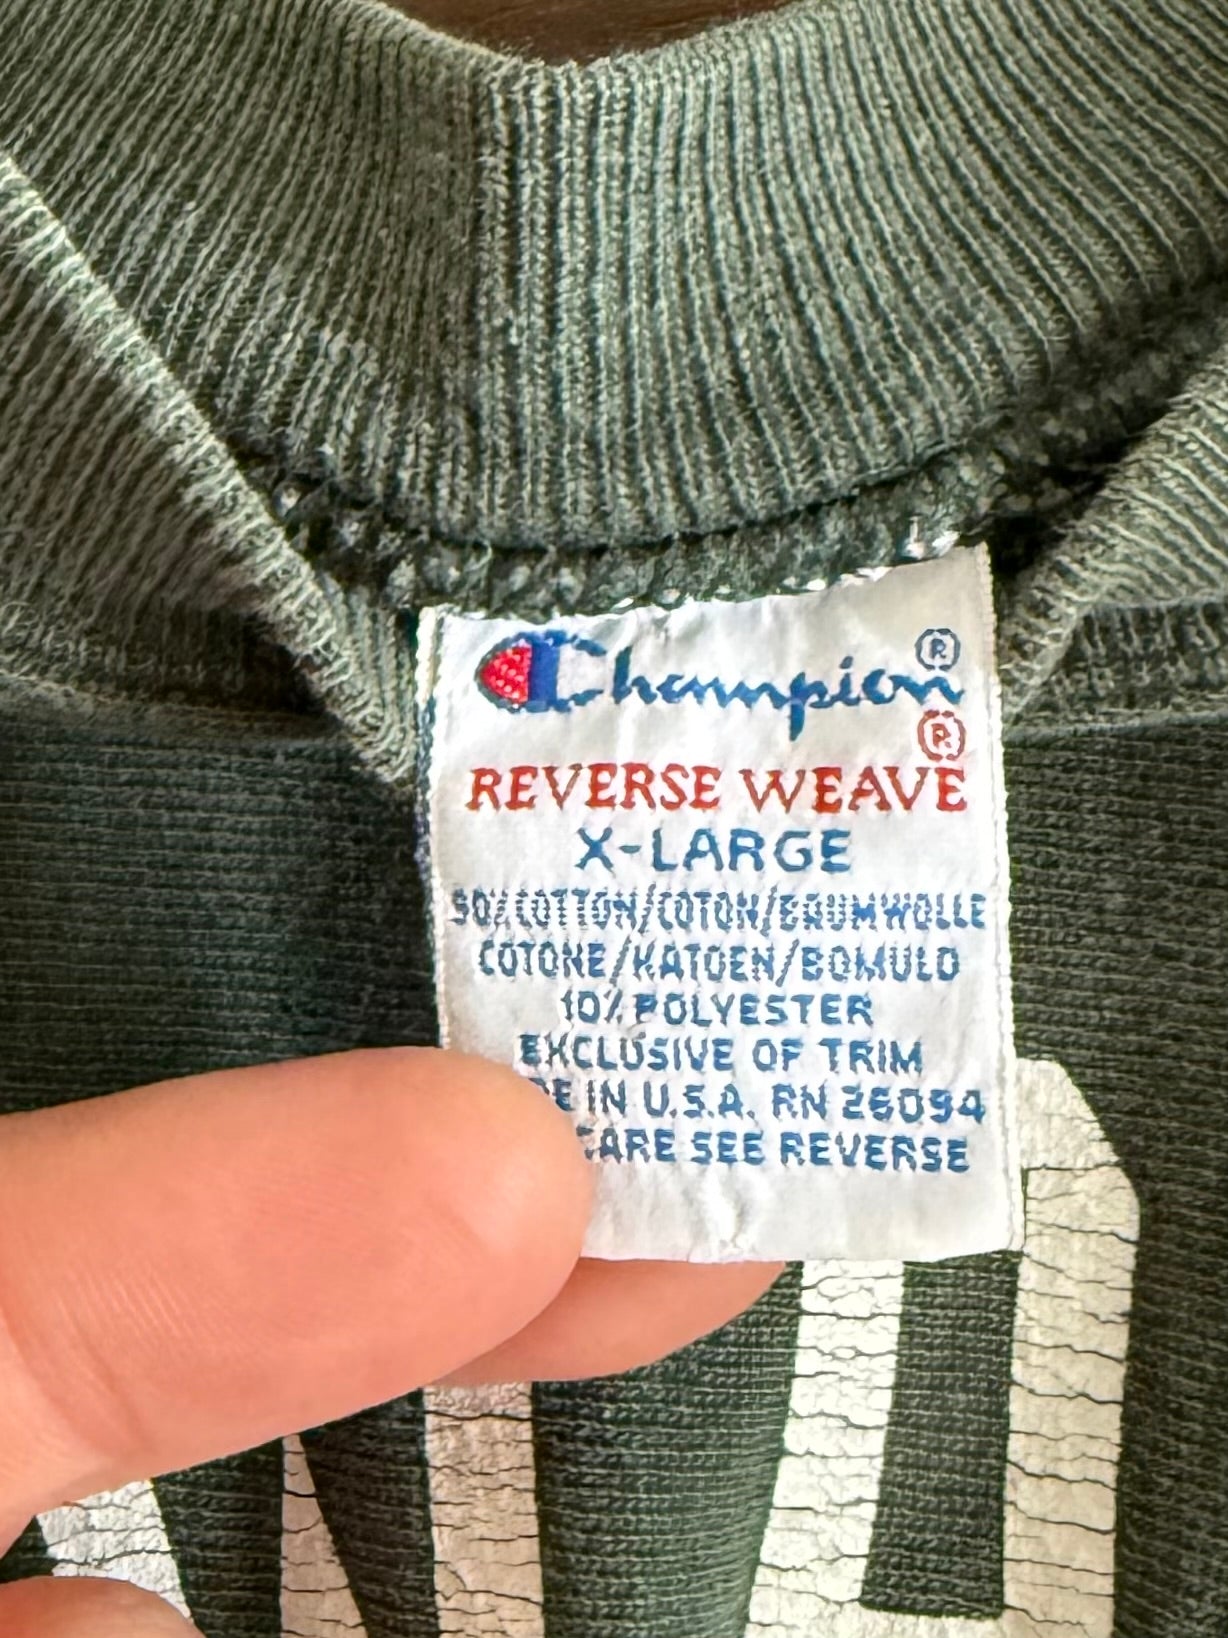 Champion®
®
REVERSE WEAVE
X-LARGE
90%COTTON/COTON/BAUMWOLLE
COTONE/KATOEN/BOMULD
10% POLYESTER
EXCLUSIVE OF TRIM
IN U.S.A. RN 26094
CARE SEE REVERSE